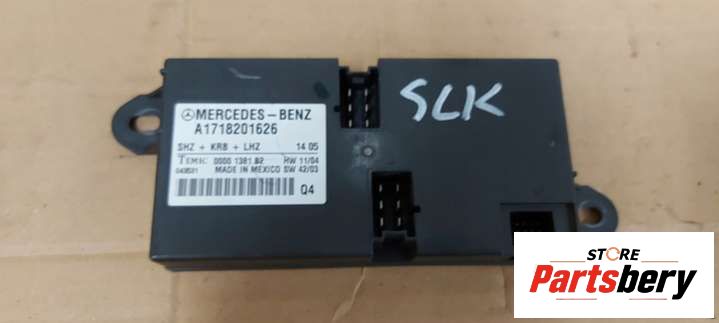 MERCEDES-BENZ
A1718201626
SHZ + KRB + LHZ 14 05
TEMIC 0000 1381.B2 HW 11/04
MADE IN MEXICO SW 42/03
Q4
SLK
STORE
Partsbery